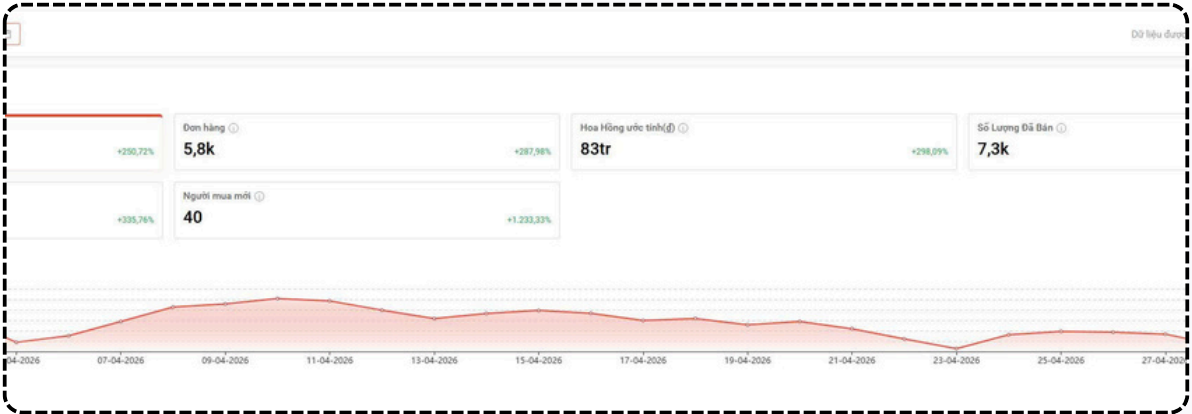 Dữ liệu được
Đơn hàng
Hoa Hồng ước tính(₫)
Số Lượng Đã Bán
+250,72%
5,8k
+287,98%
83tr
+298,09%
7,3k
Người mua mới
+335,76%
40
+1.233,33%
04-2026
07-04-2026
09-04-2026
11-04-2026
13-04-2026
15-04-2026
17-04-2026
19-04-2026
21-04-2026
23-04-2026
25-04-2026
27-04-202